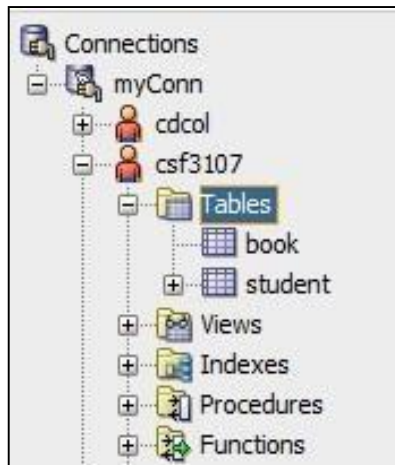 Connections
myConn
cdcol
csf3107
Tables
book
student
Views
Indexes
Procedures
Functions